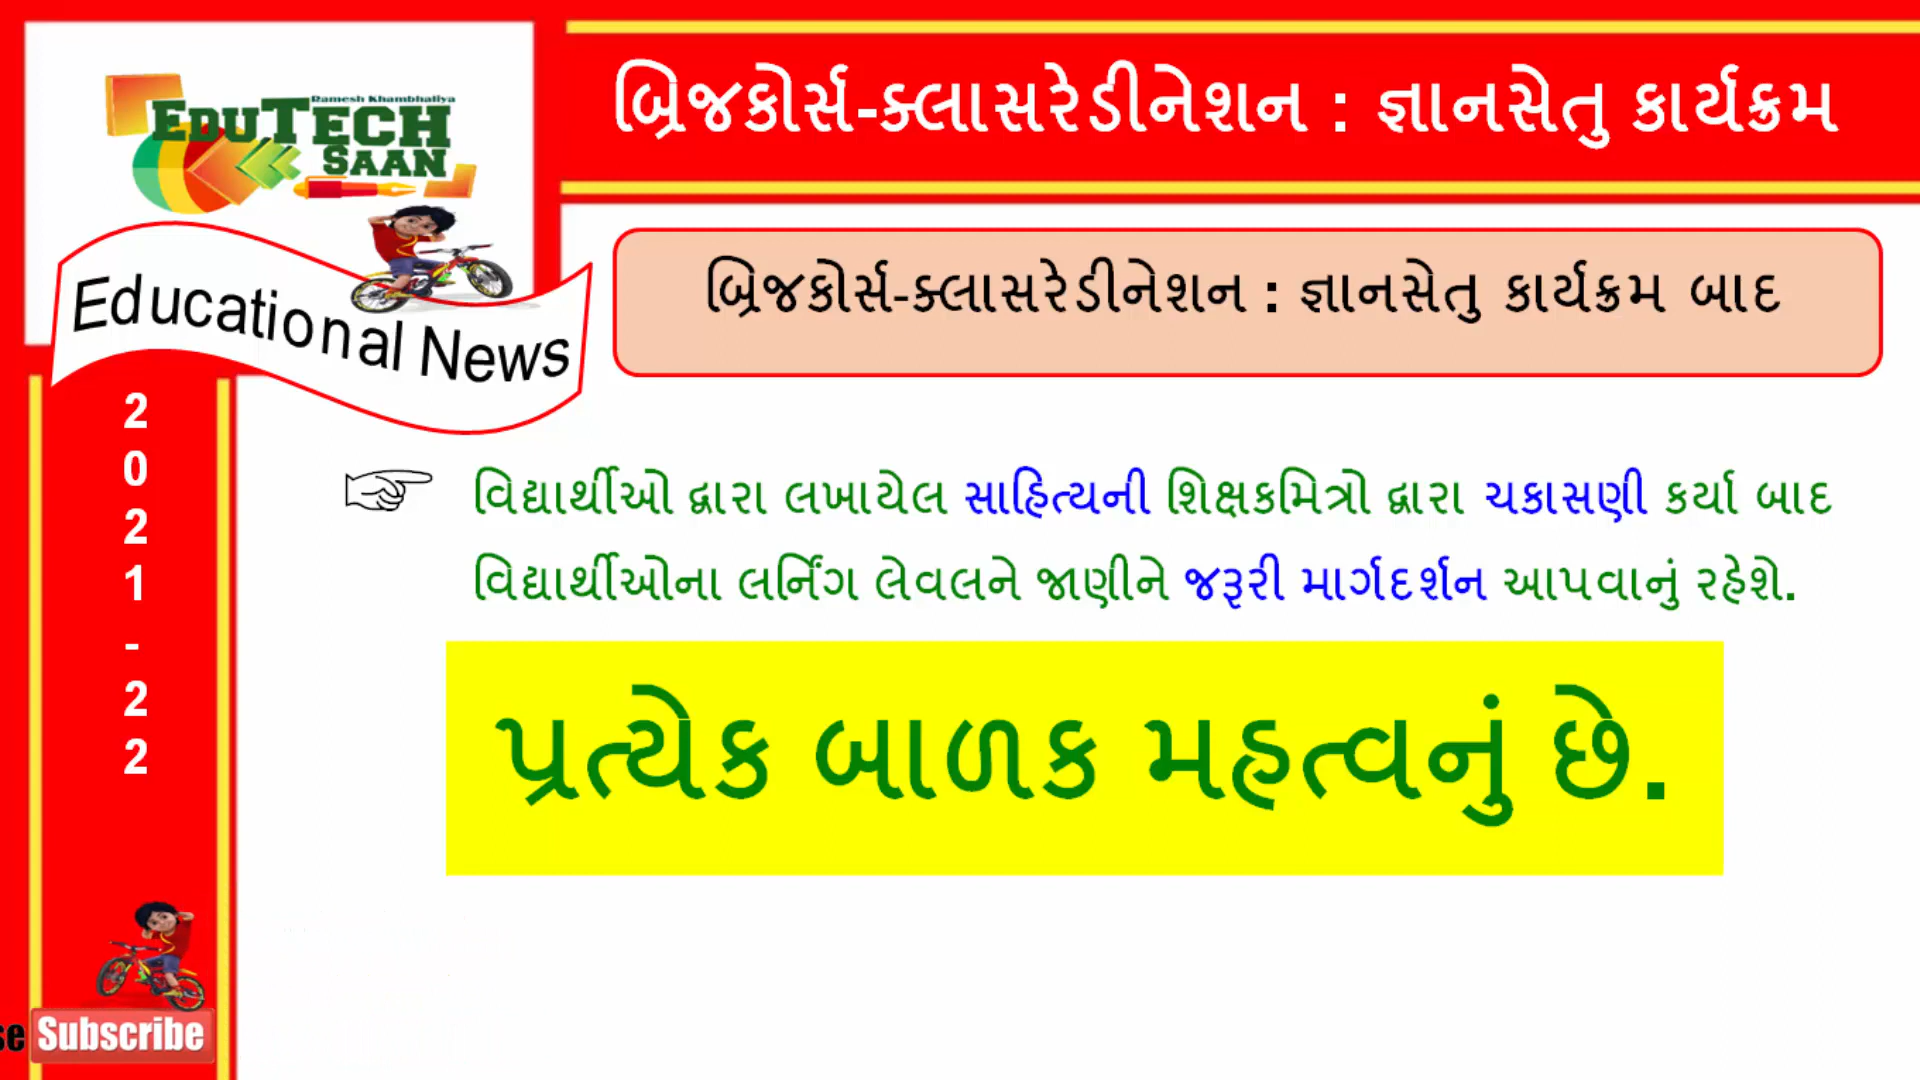 Ramesh Khambhaliya
EDUTECH
SAAN
Educational News
બ્રિજકોર્સ-ક્લાસરેડીનેશન : જ્ઞાનસેતુ કાર્યક્રમ
બ્રિજકોર્સ-ક્લાસરેડીનેશન : જ્ઞાનસેતુ કાર્યક્રમ બાદ
2
0
2
1
-
2
2
☞ વિદ્યાર્થીઓ દ્વારા લખાયેલ સાહિત્યની શિક્ષકમિત્રો દ્વારા ચકાસણી કર્યા બાદ
વિદ્યાર્થીઓના લર્નિંગ લેવલને જાણીને જરૂરી માર્ગદર્શન આપવાનું રહેશે.
પ્રત્યેક બાળક મહત્વનું છે.
se Subscribe